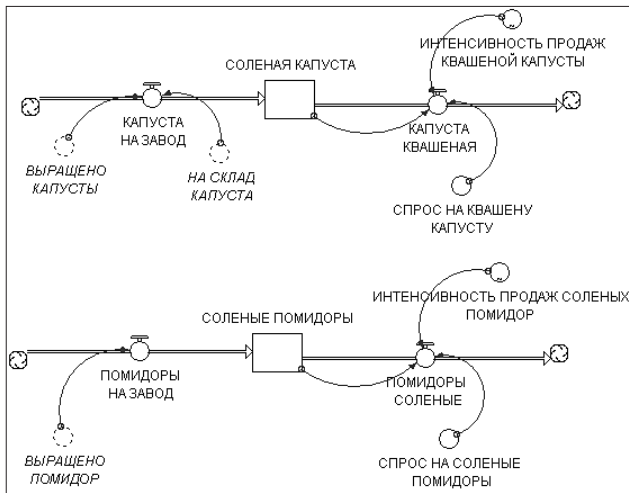 ИНТЕНСИВНОСТЬ ПРОДАЖ
КВАШЕНОЙ КАПУСТЫ
СОЛЕНАЯ КАПУСТА
КАПУСТА
НА ЗАВОД
КАПУСТА
КВАШЕНАЯ
ВЫРАЩЕНО
КАПУСТЫ
НА СКЛАД
КАПУСТА
СПРОС НА КВАШЕНУ
КАПУСТУ
ИНТЕНСИВНОСТЬ ПРОДАЖ СОЛЕНЫХ
ПОМИДОР
СОЛЕНЫЕ ПОМИДОРЫ
ПОМИДОРЫ
НА ЗАВОД
ПОМИДОРЫ
СОЛЕНЫЕ
ВЫРАЩЕНО
ПОМИДОР
СПРОС НА СОЛЕНЫЕ
ПОМИДОРЫ